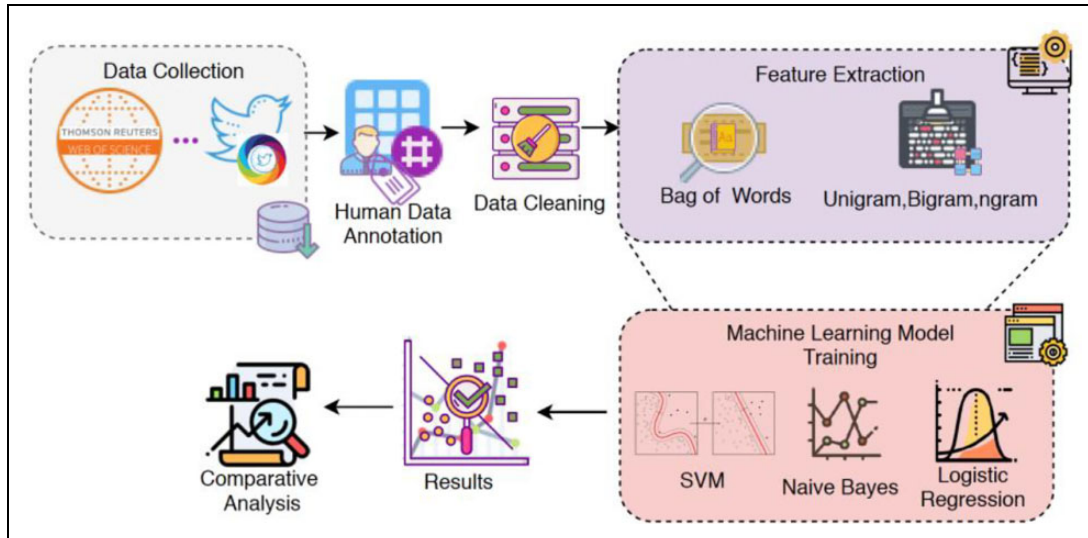 Data Collection
THOMSON REUTERS
WEB OF SCIENCE
Human Data
Annotation
Data Cleaning
Feature Extraction
{ }
Aa
Bag of Words
Unigram,Bigram,ngram
Machine Learning Model
Training
SVM
Naive Bayes
Logistic
Regression
Results
Comparative
Analysis